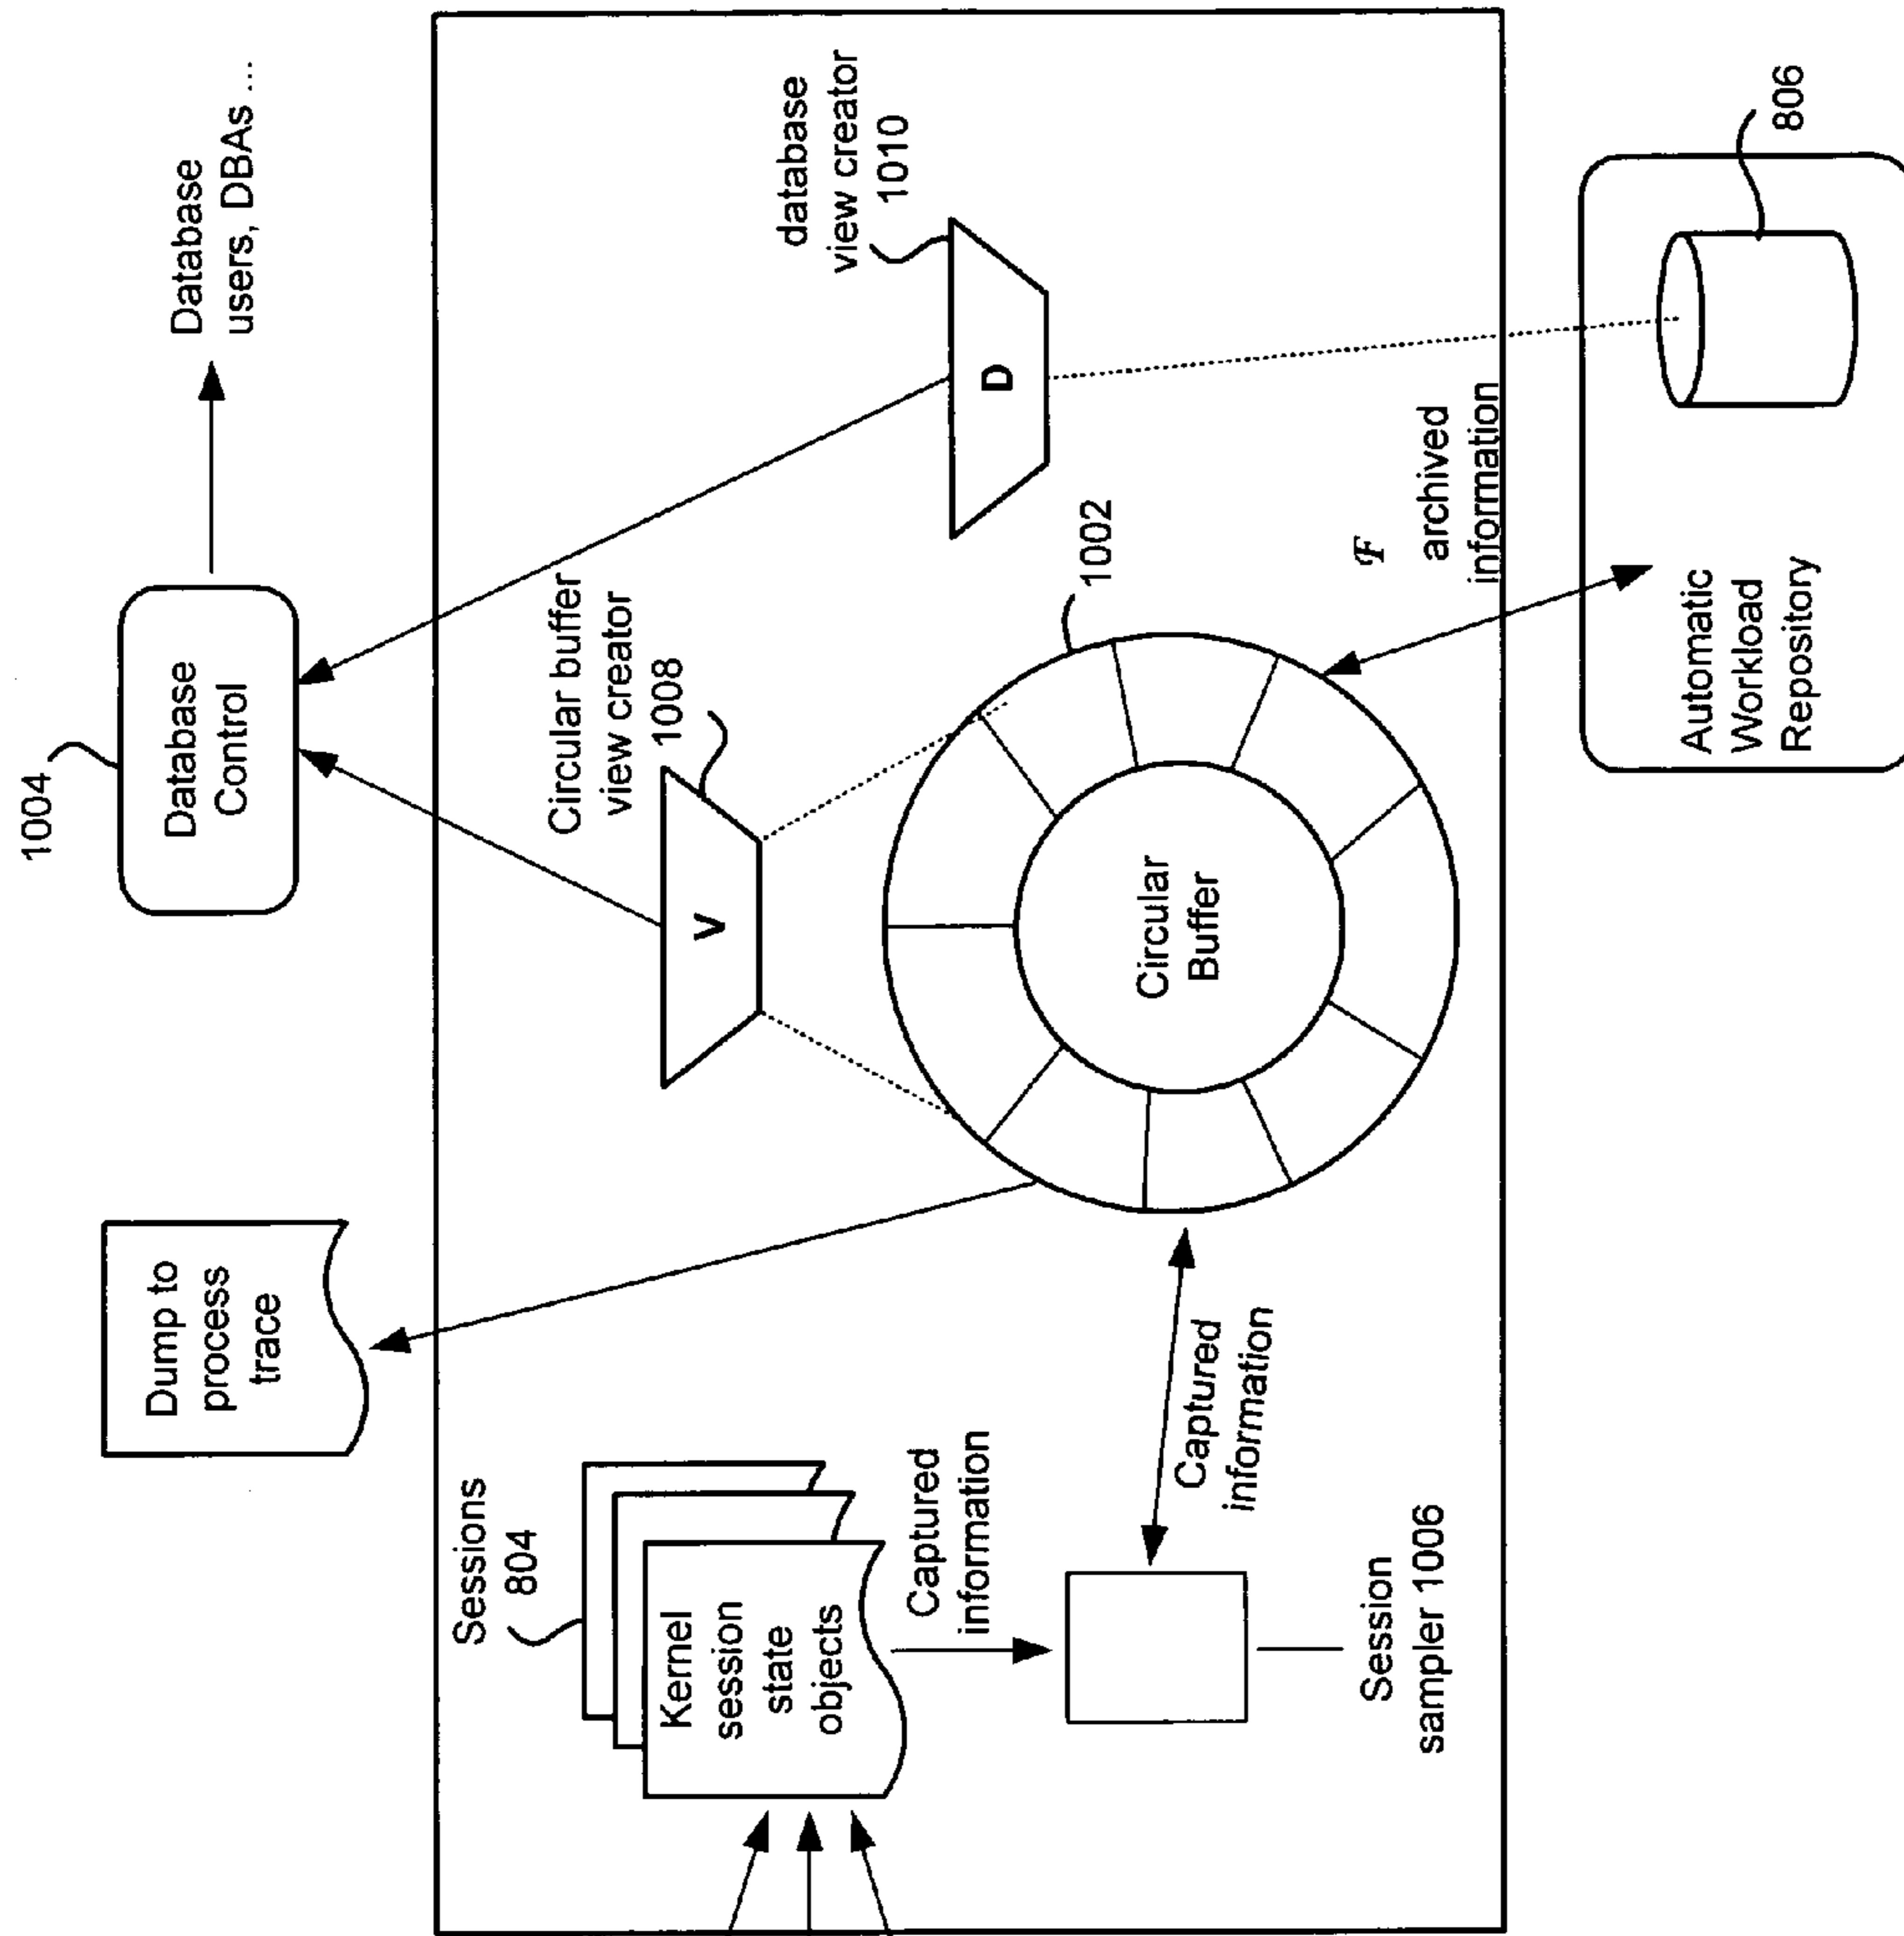 1004
Database
Control
Database
users, DBAs ...
Dump to
process
trace
Sessions
804
Kernel
session
state
objects
Captured
information
Session
sampler 1006
Captured
information
Circular buffer
view creator
1008
V
Circular
Buffer
1002
database
view creator
1010
D
F
archived
information
Automatic
Workload
Repository
806